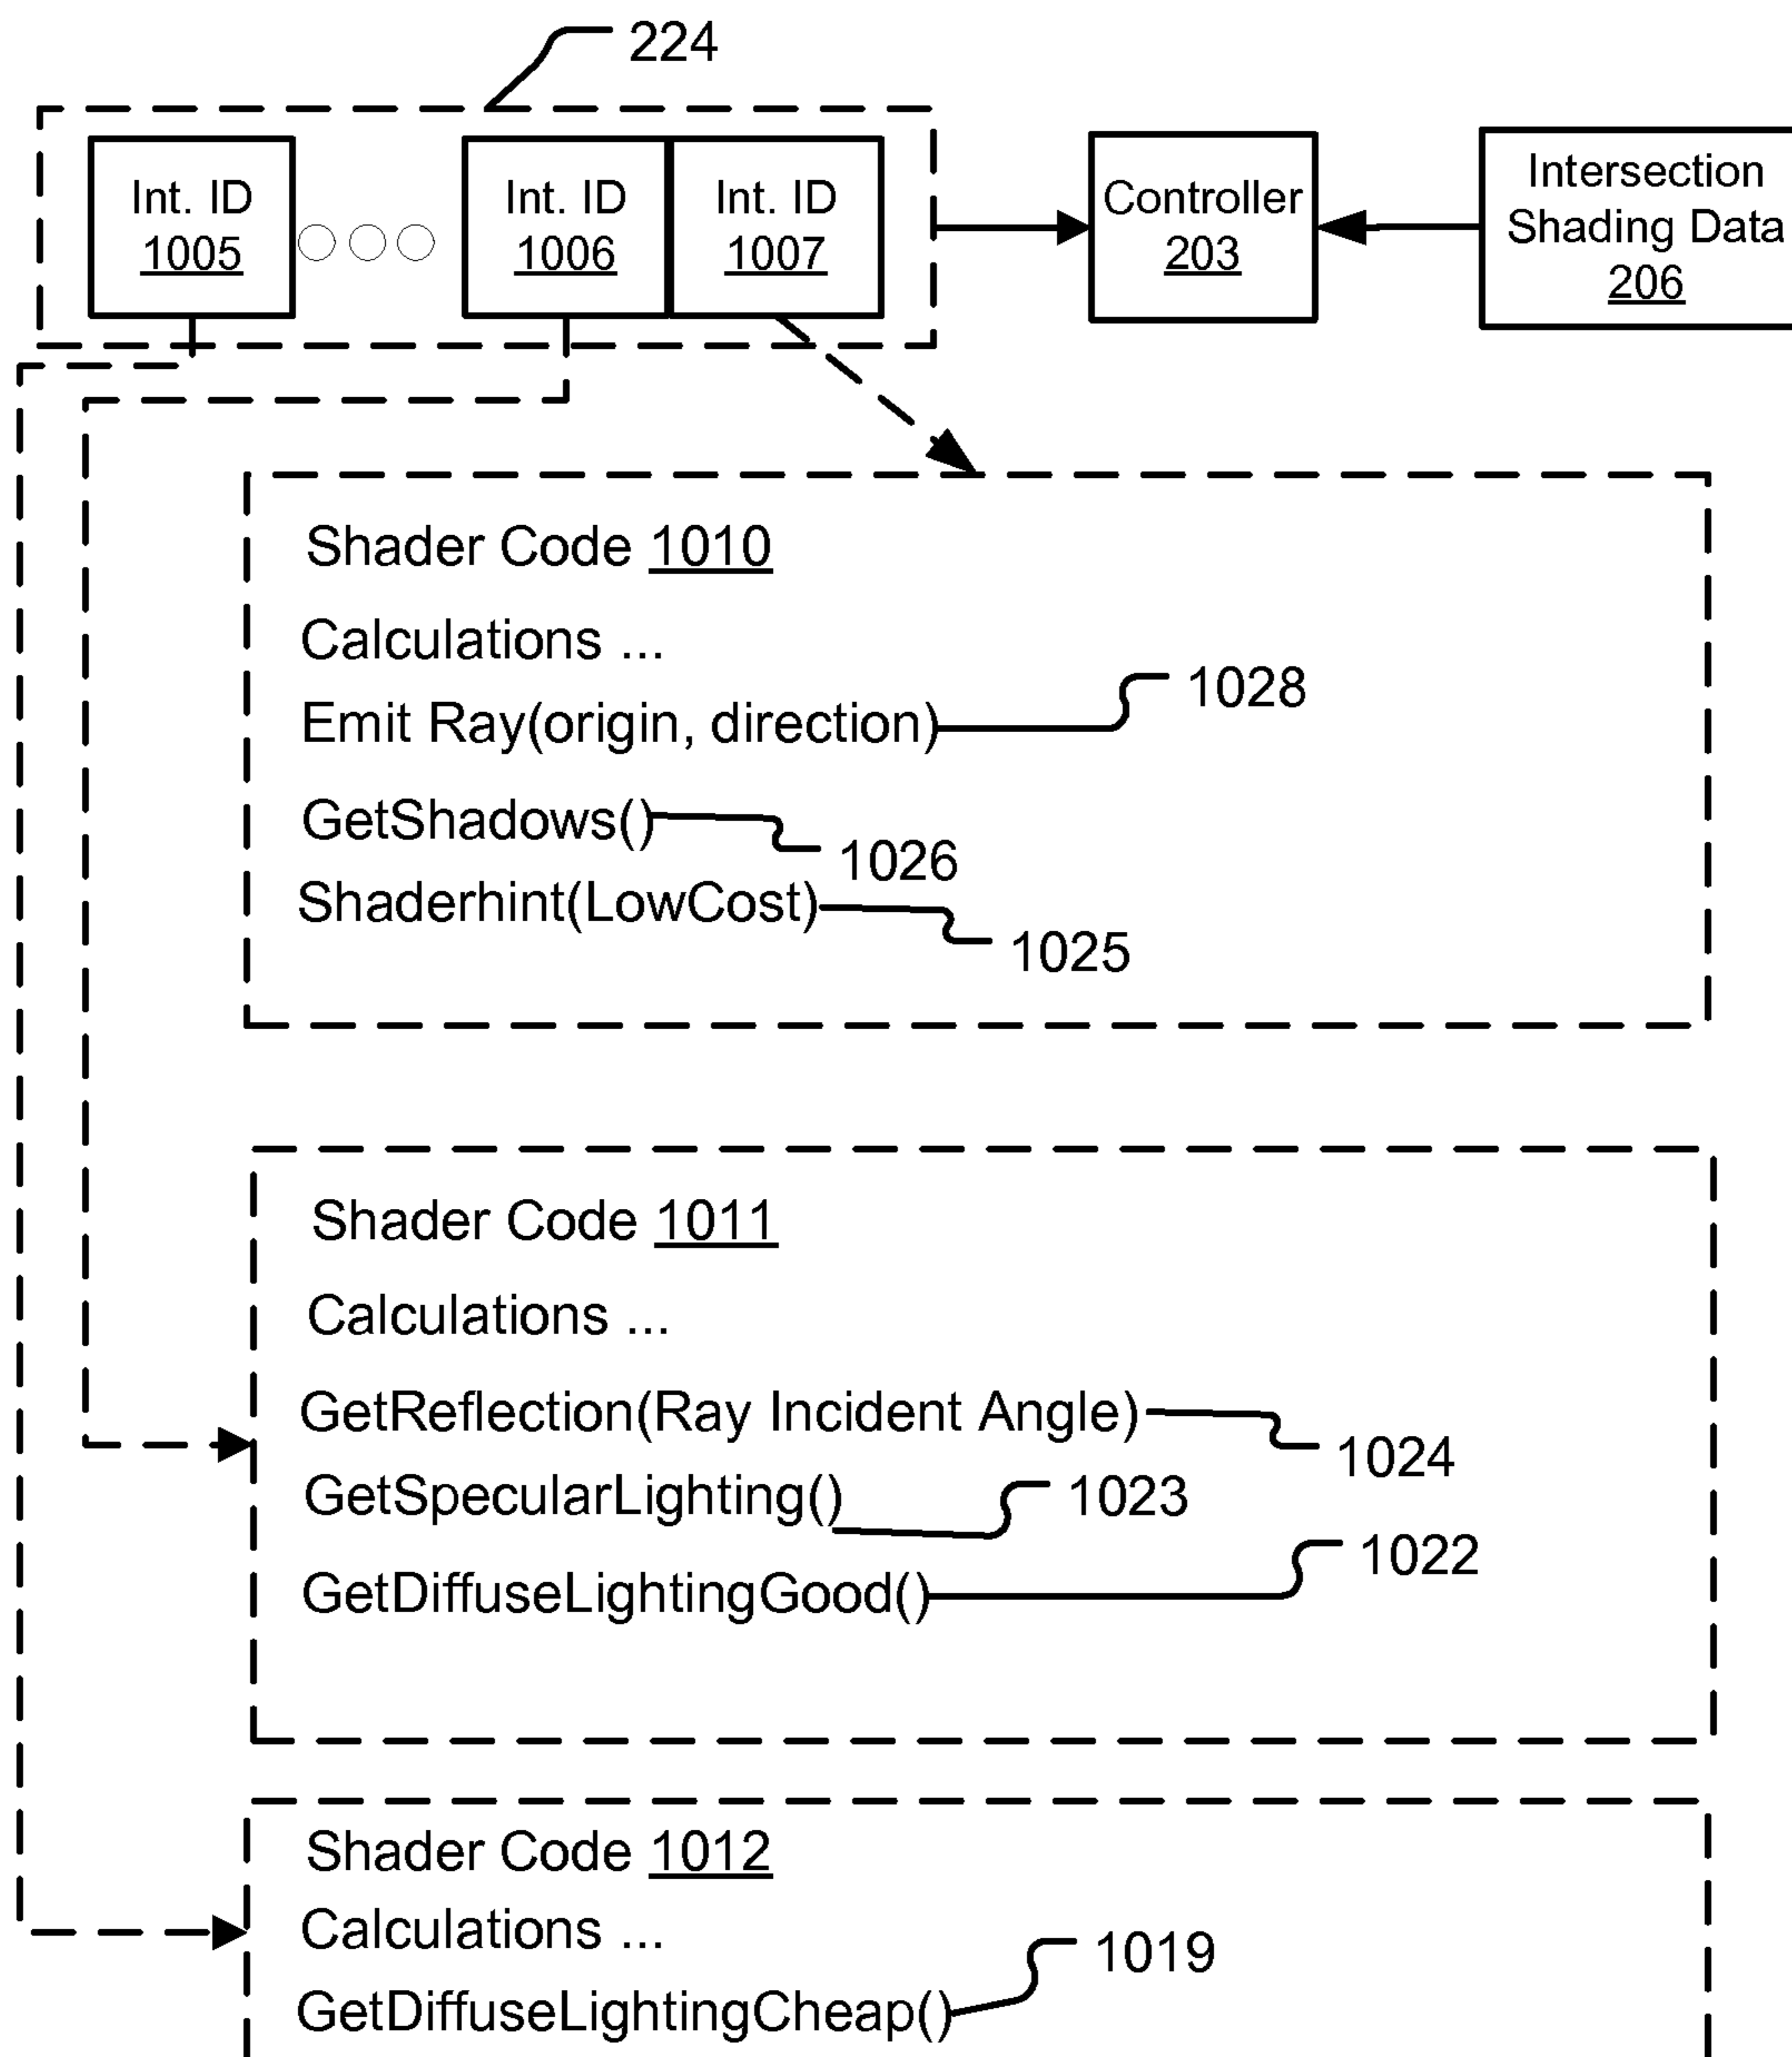 224
Int. ID
1005
Int. ID
1006
Int. ID
1007
Controller
203
Intersection
Shading Data
206
Shader Code 1010
Calculations ...
Emit Ray(origin, direction)
1028
GetShadows()
1026
Shaderhint(LowCost)
1025
Shader Code 1011
Calculations ...
GetReflection(Ray Incident Angle)
1024
GetSpecularLighting()
1023
GetDiffuseLightingGood()
1022
Shader Code 1012
Calculations ...
GetDiffuseLightingCheap()
1019